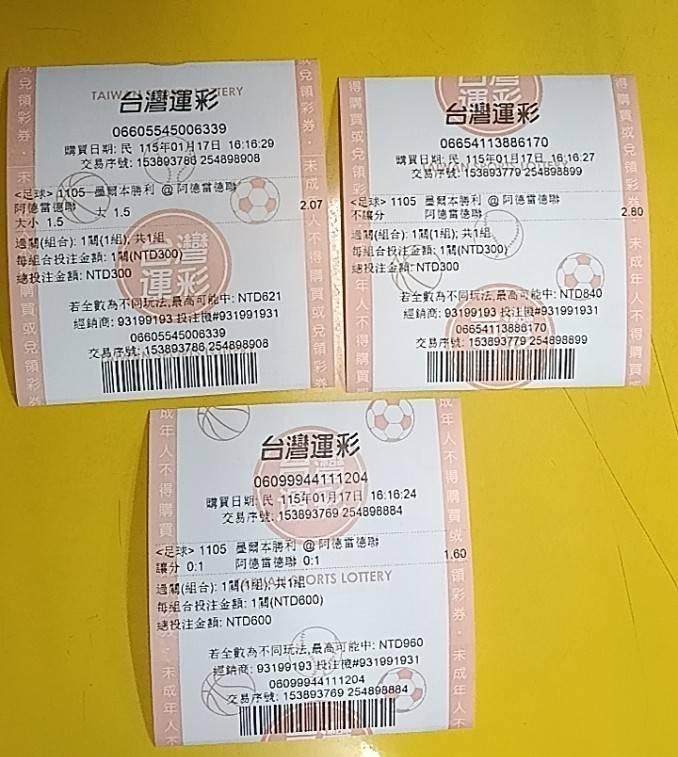 TAIW
TERY
台灣運彩
06605545006339
購買日期: 民 115年01月17日 16:16:29
交易序號: 153893786 254898908
<足球> 1105 墨爾本勝利 @ 阿德雷德聯
阿德雷德聯 大 1.5 2.07
大小 1.5
過關(組合): 1關(1組), 共1組
每組合投注金額: 1關(NTD300)
總投注金額: NTD300
若全數為不同玩法,最高可能中: NTD621
經銷商: 93199193 投注機#931991931
06605545006339
交易序號: 153893786 254898908
台灣運彩
06654113886170
購買日期: 民 115年01月17日 16:16:27
交易序號: 153893779 254898899
<足球> 1105 墨爾本勝利 @ 阿德雷德聯
不讓分 阿德雷德聯 2.80
過關(組合): 1關(1組), 共1組
每組合投注金額: 1關(NTD300)
總投注金額: NTD300
若全數為不同玩法,最高可能中: NTD840
經銷商: 93199193 投注機#931991931
06654113886170
交易序號: 153893779 254898899
台灣運彩
06099944111204
購買日期: 民 115年01月17日 16:16:24
交易序號: 153893769 254898884
<足球> 1105 墨爾本勝利 @ 阿德雷德聯
讓分 0:1 阿德雷德聯 0:1 1.60
過關(組合): 1關(1組), 共1組
SPORTS LOTTERY
每組合投注金額: 1關(NTD600)
總投注金額: NTD600
若全數為不同玩法,最高可能中: NTD960
經銷商: 93199193 投注機#931991931
06099944111204
交易序號: 153893769 254898884